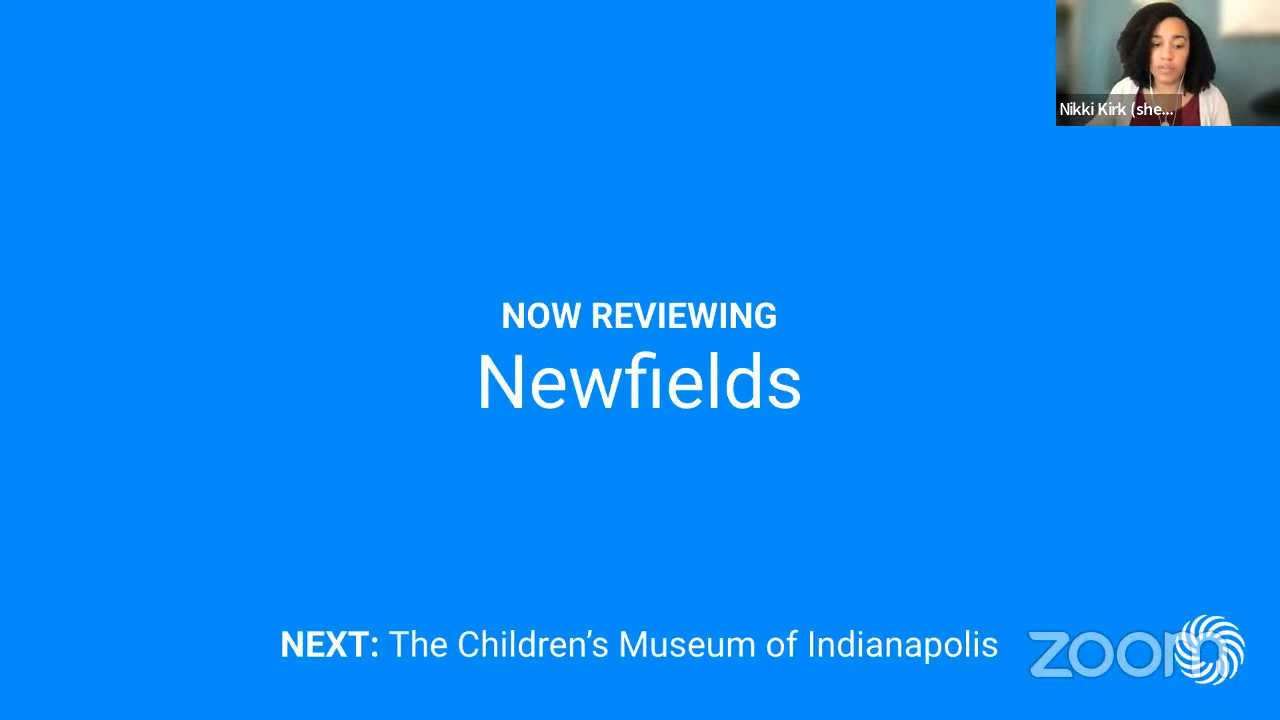 Nikki Kirk (she...
NOW REVIEWING
Newfields
NEXT: The Children’s Museum of Indianapolis
zoom